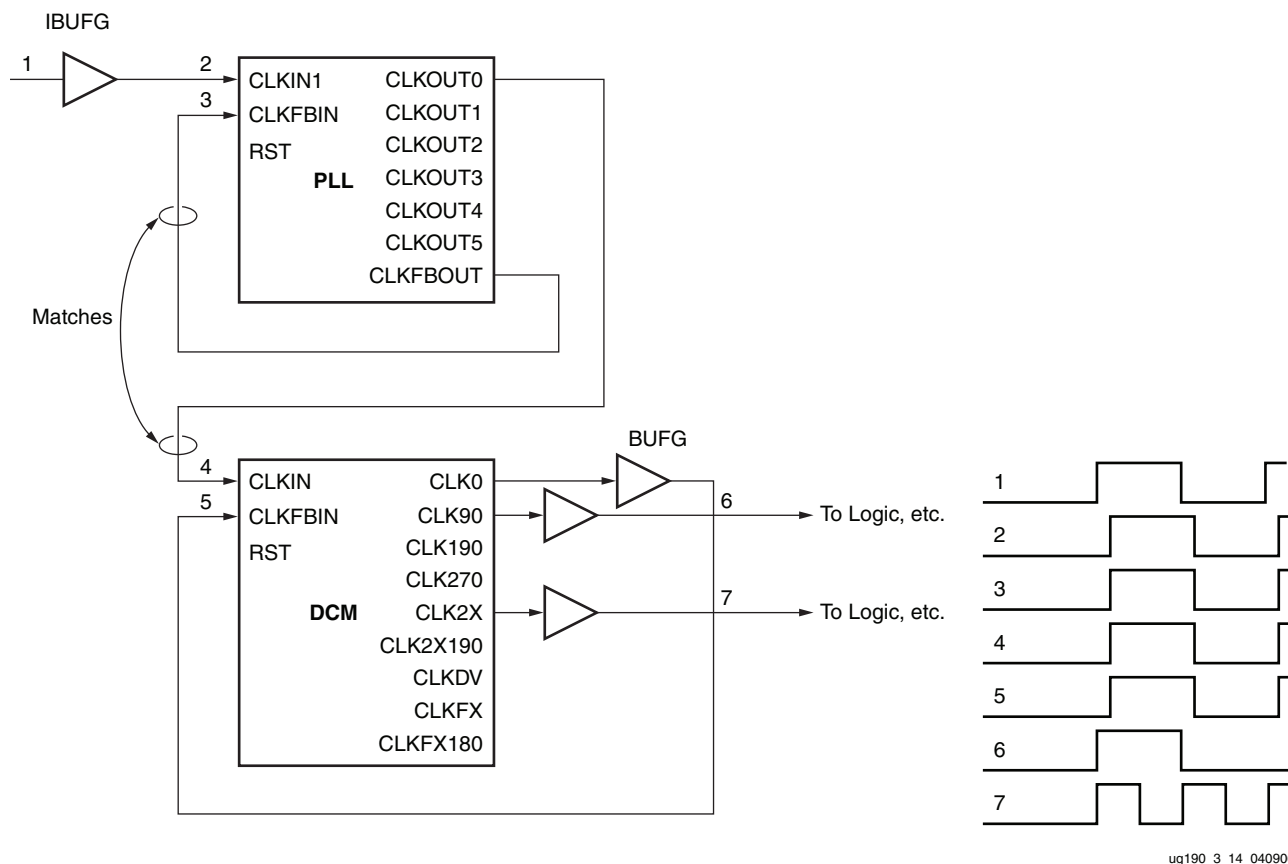 IBUFG
1
2
3
CLKIN1
CLKFBIN
RST
PLL
CLKOUT0
CLKOUT1
CLKOUT2
CLKOUT3
CLKOUT4
CLKOUT5
CLKFBOUT
Matches
4
5
CLKIN
CLKFBIN
RST
DCM
CLK0
CLK90
CLK190
CLK270
CLK2X
CLK2X190
CLKDV
CLKFX
CLKFX180
BUFG
6
To Logic, etc.
7
To Logic, etc.
1
2
3
4
5
6
7
ug190_3_14_04090